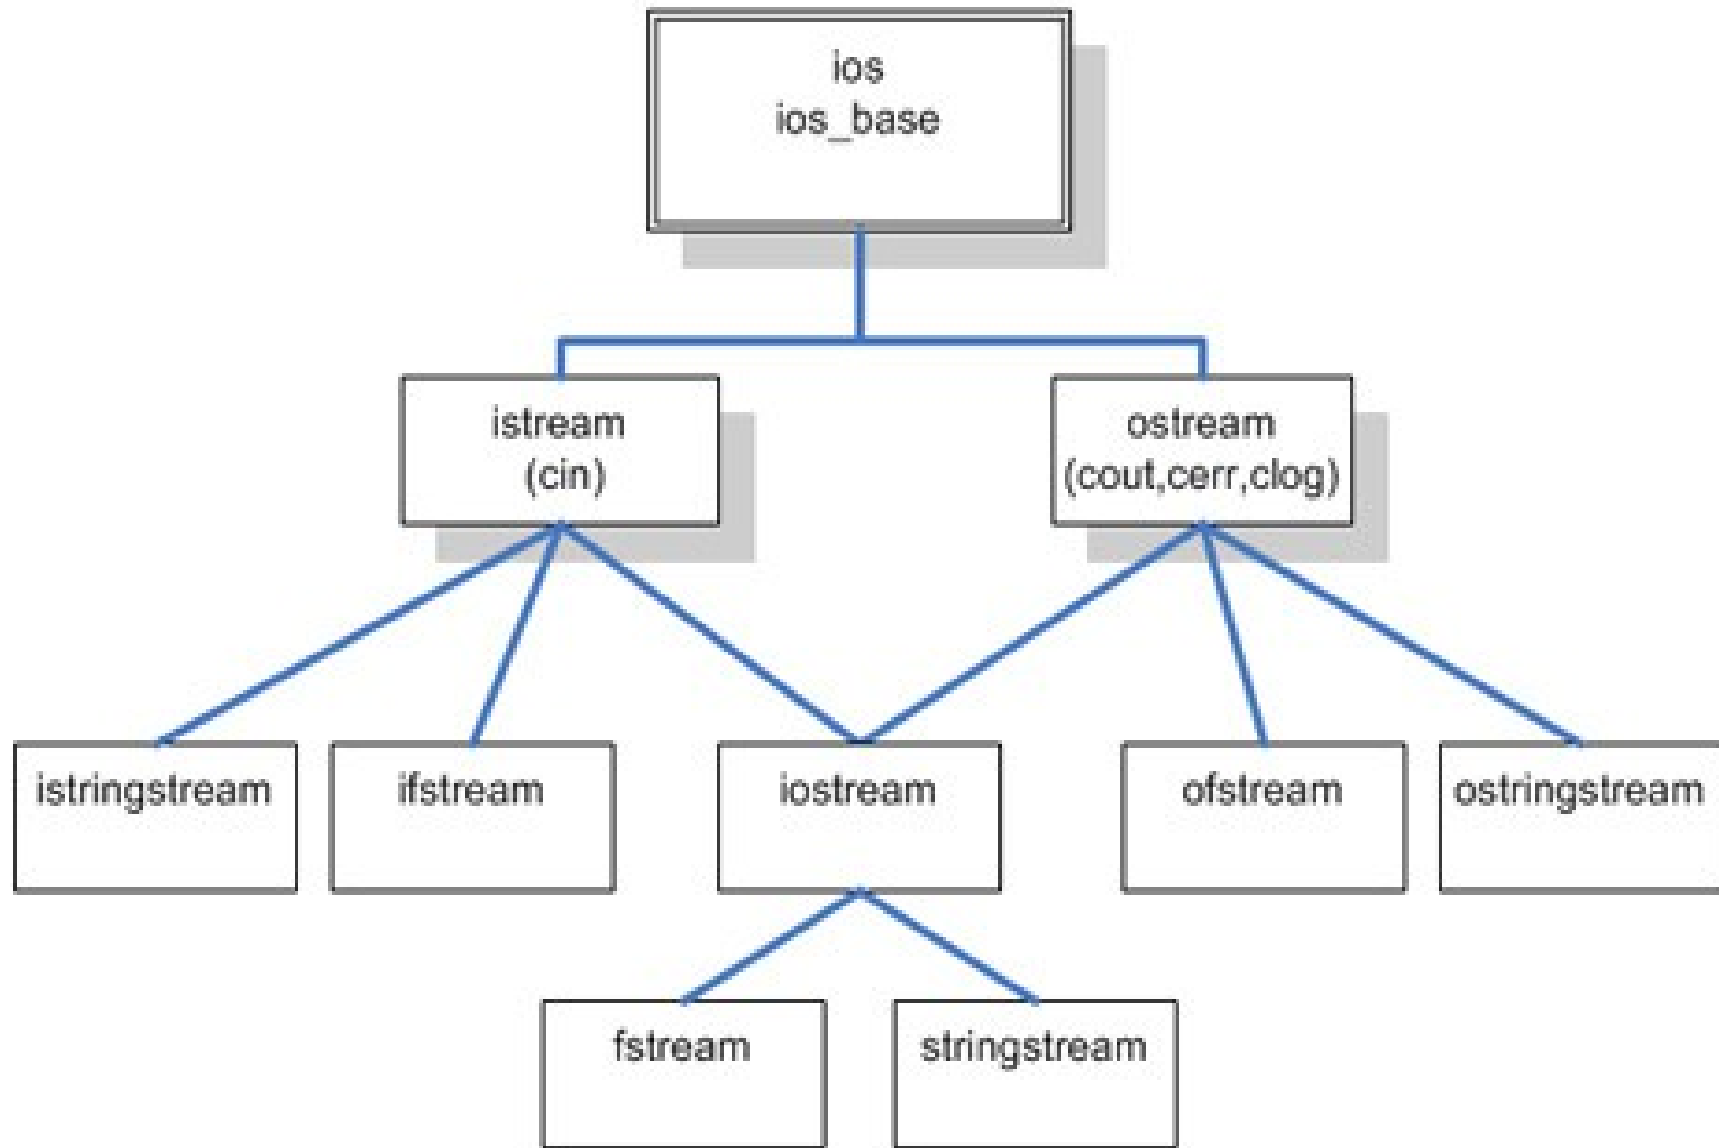 ios
ios_base
istream
(cin)
ostream
(cout,cerr,clog)
istringstream
ifstream
iostream
ofstream
ostringstream
fstream
stringstream